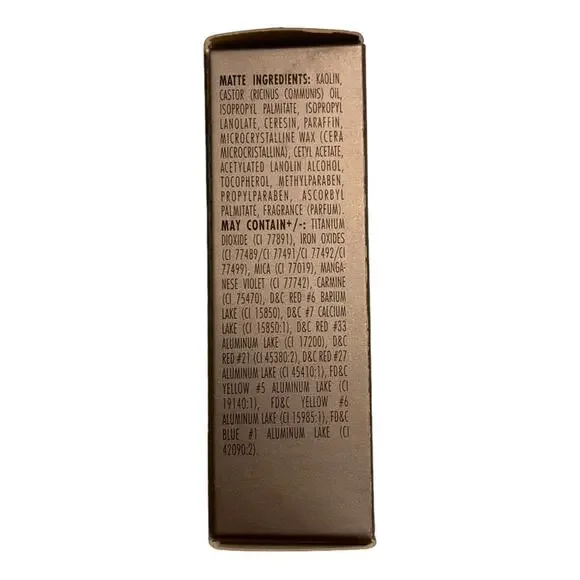 MATTE INGREDIENTS: KAOLIN,
CASTOR (RICINUS COMMUNIS) OIL,
ISOPROPYL PALMITATE, ISOPROPYL
LANOLATE, CERESIN, PARAFFIN,
MICROCRYSTALLINE WAX (CERA
MICROCRISTALLINA), CETYL ACETATE,
ACETYLATED LANOLIN ALCOHOL,
TOCOPHEROL, METHYLPARABEN,
PROPYLPARABEN, ASCORBYL
PALMITATE, FRAGRANCE (PARFUM).
MAY CONTAIN+/-: TITANIUM
DIOXIDE (CI 77891), IRON OXIDES
(CI 77489/CI 77491/CI 77492/CI
77499), MICA (CI 77019), MANGA-
NESE VIOLET (CI 77742), CARMINE
(CI 75470), D&C RED #6 BARIUM
LAKE (CI 15850), D&C #7 CALCIUM
LAKE (CI 15850:1), D&C RED #33
ALUMINUM LAKE (CI 17200), D&C
RED #21 (CI 45380:2), D&C RED #27
ALUMINUM LAKE (CI 45410:1), FD&C
YELLOW #5 ALUMINUM LAKE (CI
19140:1), FD&C YELLOW #6
ALUMINUM LAKE (CI 15985:1), FD&C
BLUE #1 ALUMINUM LAKE (CI
42090:2).